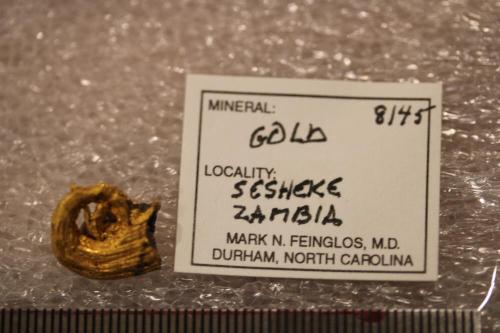 MINERAL: 8145
GOLD
LOCALITY:
SESHEKE
ZAMBIA
MARK N. FEINGLOS, M.D.
DURHAM, NORTH CAROLINA